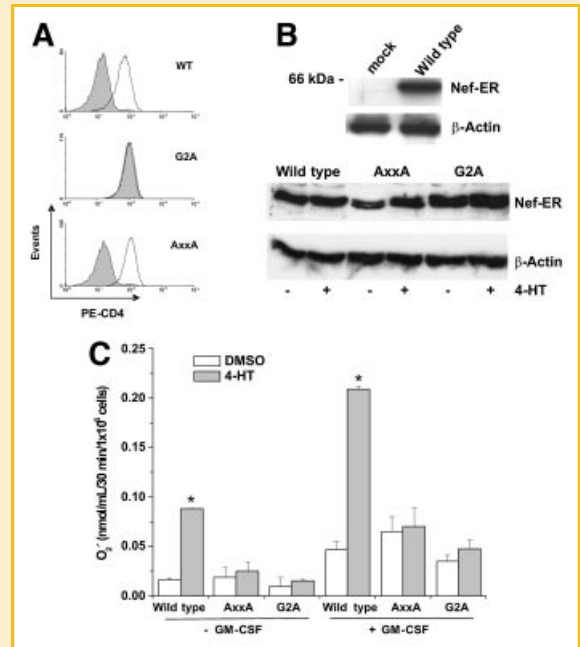 A
WT
G2A
AxxA
Events
PE-CD4
B
mock
Wild type
66 kDa -
Nef-ER
β-Actin
Wild type AxxA G2A
Nef-ER
β-Actin
- + - + - + 4-HT
C
DMSO
4-HT
O₂⁻ (nmol/mL/30 min/1x10⁶ cells)
0.25
0.20
0.15
0.10
0.05
0.00
* *
Wild type AxxA G2A Wild type AxxA G2A
- GM-CSF + GM-CSF